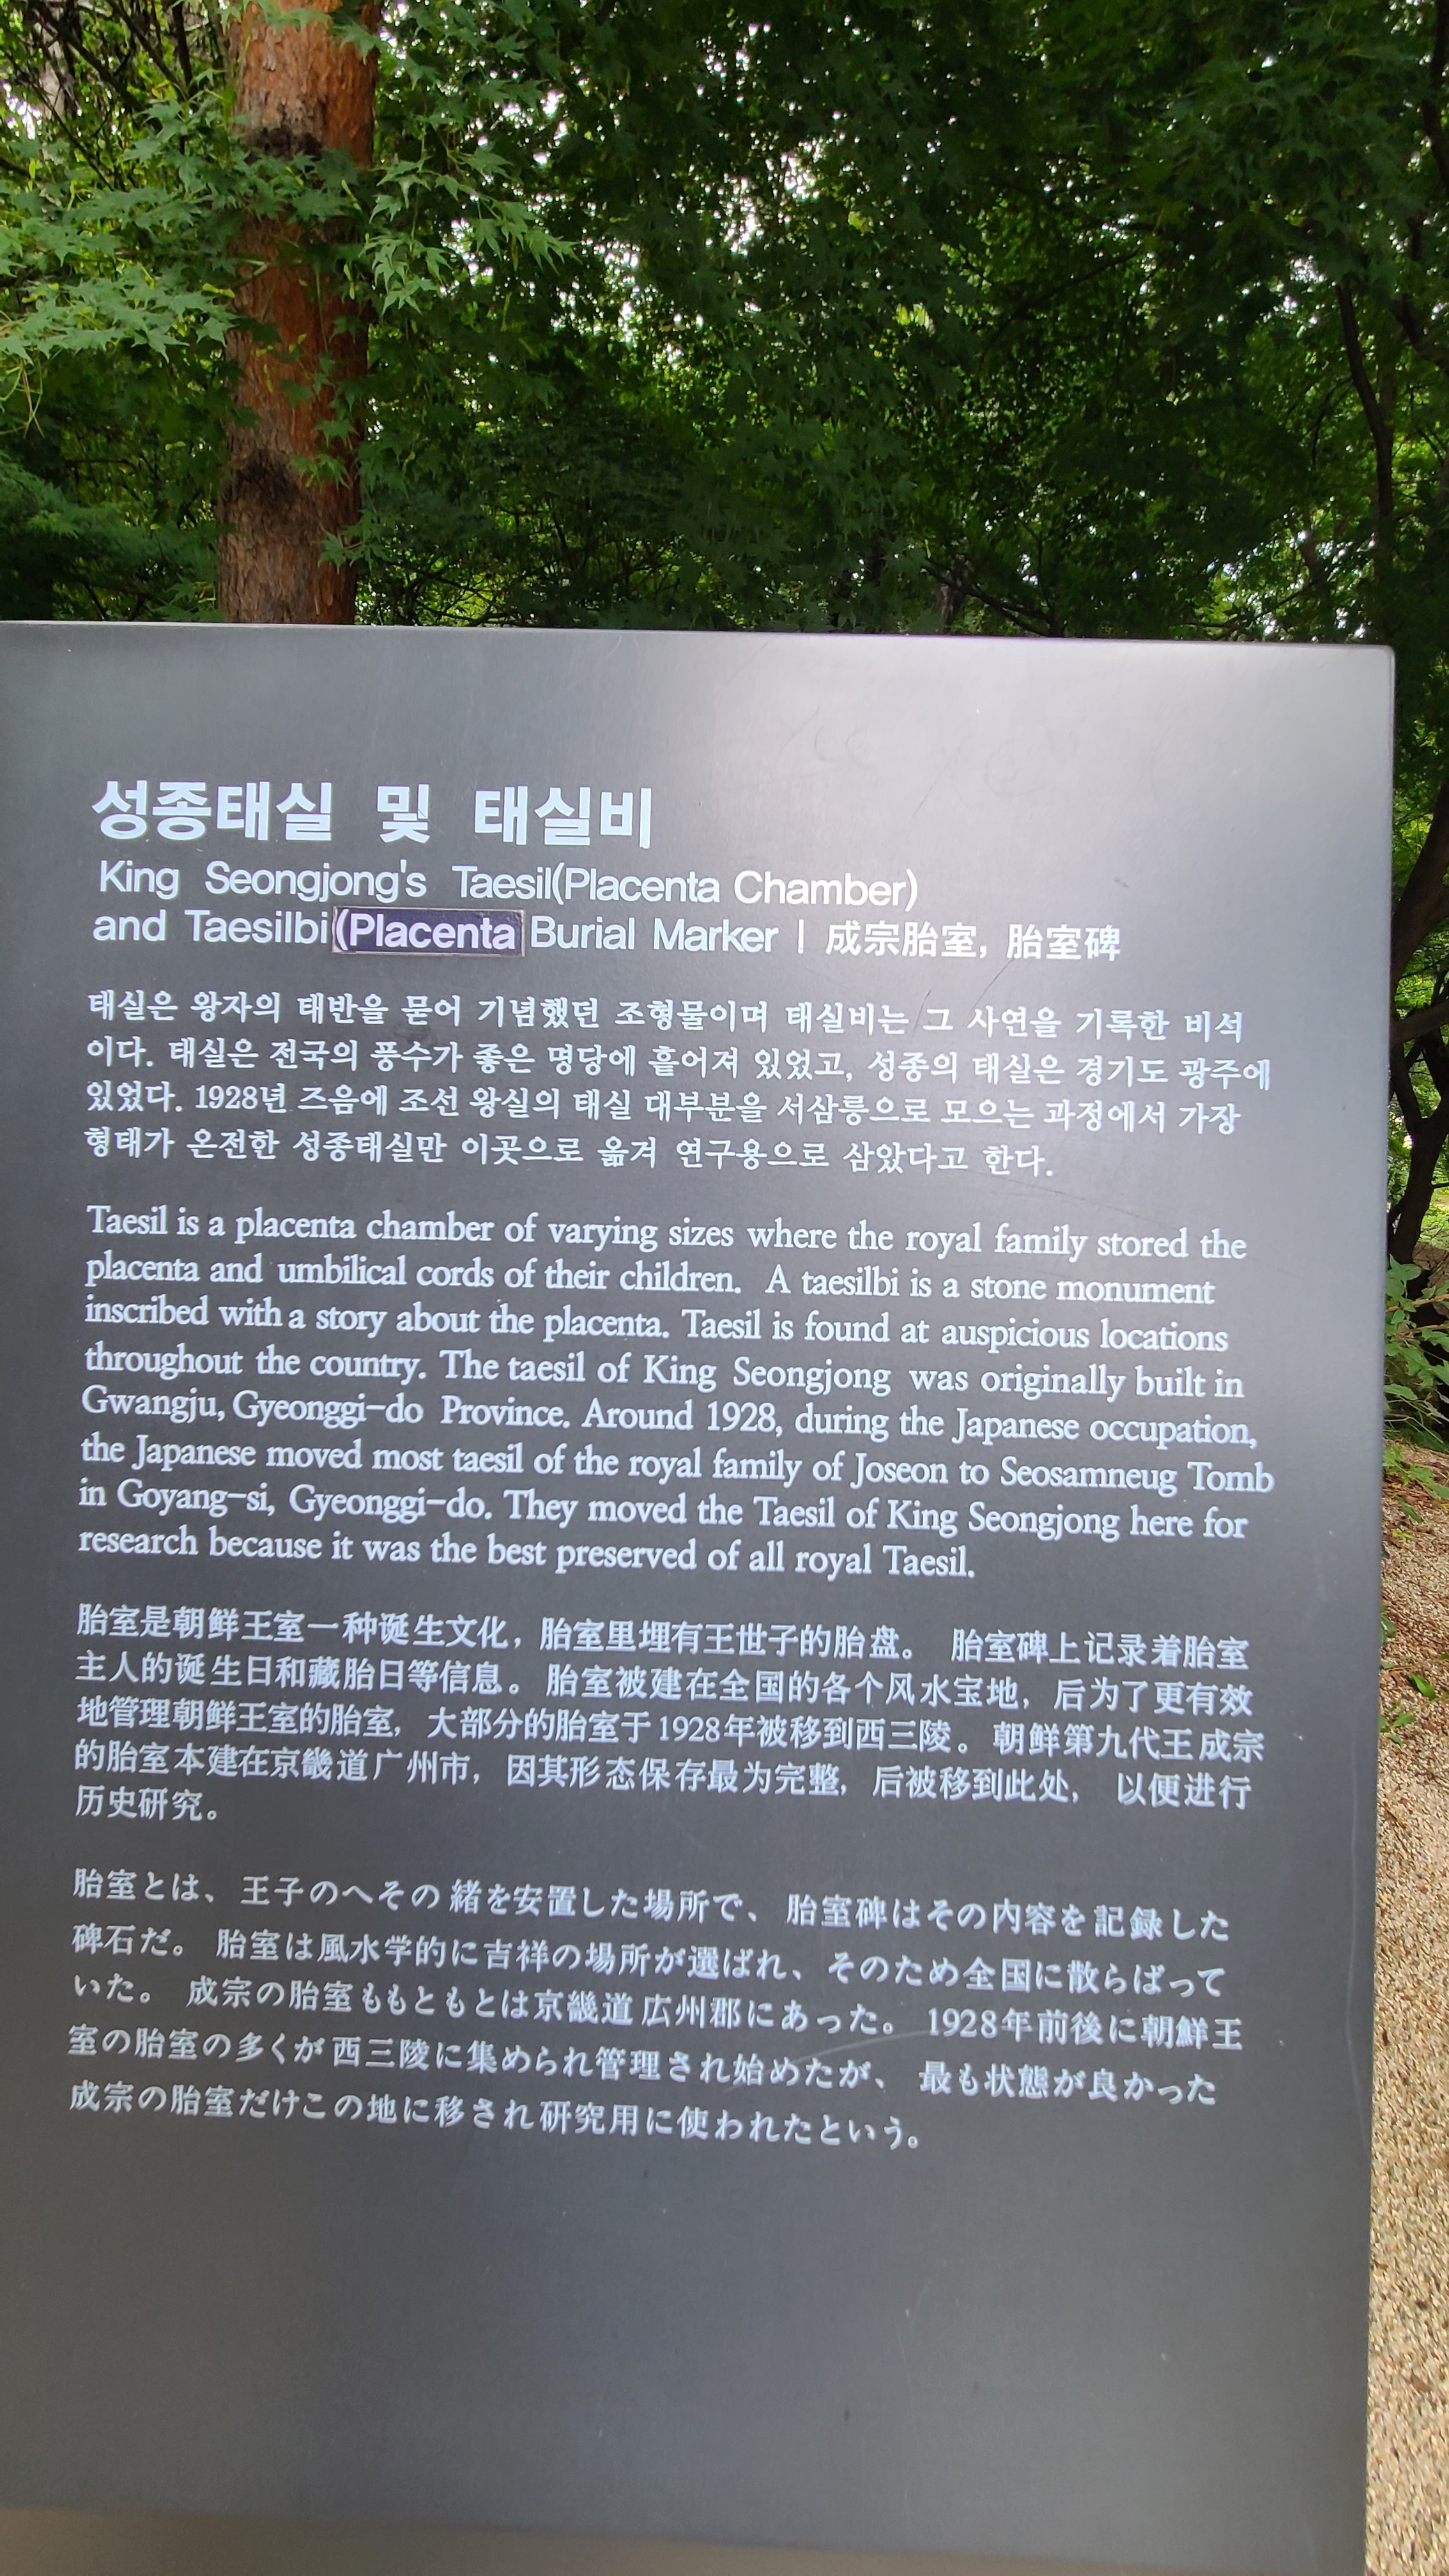 성종태실 및 태실비
King Seongjong's Taesil(Placenta Chamber)
and Taesilbi(Placenta Burial Marker | 成宗胎室, 胎室碑
태실은 왕자의 태반을 묻어 기념했던 조형물이며 태실비는 그 사연을 기록한 비석
이다. 태실은 전국의 풍수가 좋은 명당에 흩어져 있었고, 성종의 태실은 경기도 광주에
있었다. 1928년 즈음에 조선 왕실의 태실 대부분을 서삼릉으로 모으는 과정에서 가장
형태가 온전한 성종태실만 이곳으로 옮겨 연구용으로 삼았다고 한다.
Taesil is a placenta chamber of varying sizes where the royal family stored the
placenta and umbilical cords of their children. A taesilbi is a stone monument
inscribed with a story about the placenta. Taesil is found at auspicious locations
throughout the country. The taesil of King Seongjong was originally built in
Gwangju, Gyeonggi-do Province. Around 1928, during the Japanese occupation,
the Japanese moved most taesil of the royal family of Joseon to Seosamneug Tomb
in Goyang-si, Gyeonggi-do. They moved the Taesil of King Seongjong here for
research because it was the best preserved of all royal Taesil.
胎室是朝鲜王室一种诞生文化，胎室里埋有王世子的胎盘。 胎室碑上记录着胎室
主人的诞生日和藏胎日等信息。胎室被建在全国的各个风水宝地，后为了更有效
地管理朝鲜王室的胎室，大部分的胎室于1928年被移到西三陵。朝鲜第九代王成宗
的胎室本建在京畿道广州市，因其形态保存最为完整，后被移到此处，以便进行
历史研究。
胎室とは、王子のへその緒を安置した場所で、胎室碑はその内容を記録した
碑石だ。胎室は風水学的に吉祥の場所が選ばれ、そのため全国に散らばって
いた。 成宗の胎室ももともとは京畿道広州郡にあった。 1928年前後に朝鮮王
室の胎室の多くが西三陵に集められ管理され始めたが、 最も状態が良かった
成宗の胎室だけこの地に移され研究用に使われたという。